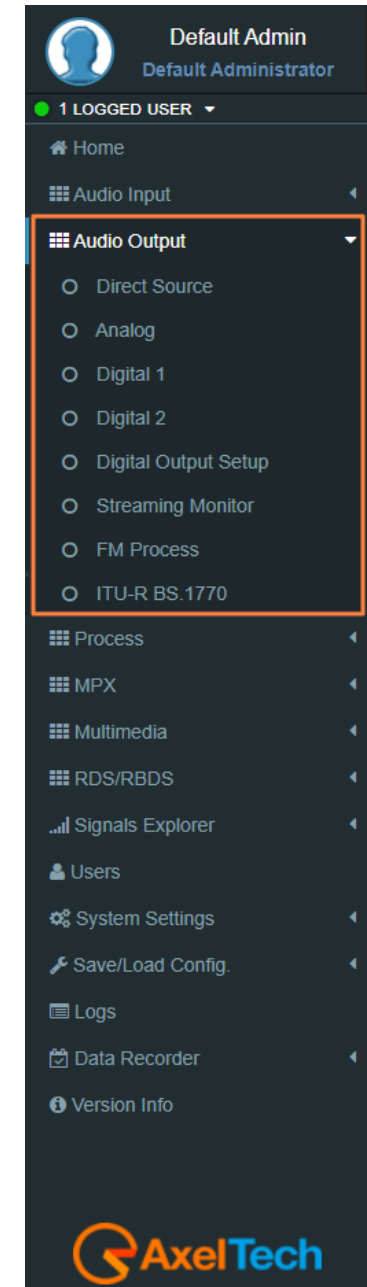 Default Admin
Default Administrator
1 LOGGED USER
Home
Audio Input
Audio Output
Direct Source
Analog
Digital 1
Digital 2
Digital Output Setup
Streaming Monitor
FM Process
ITU-R BS.1770
Process
MPX
Multimedia
RDS/RBDS
Signals Explorer
Users
System Settings
Save/Load Config.
Logs
Data Recorder
Version Info
AxelTech